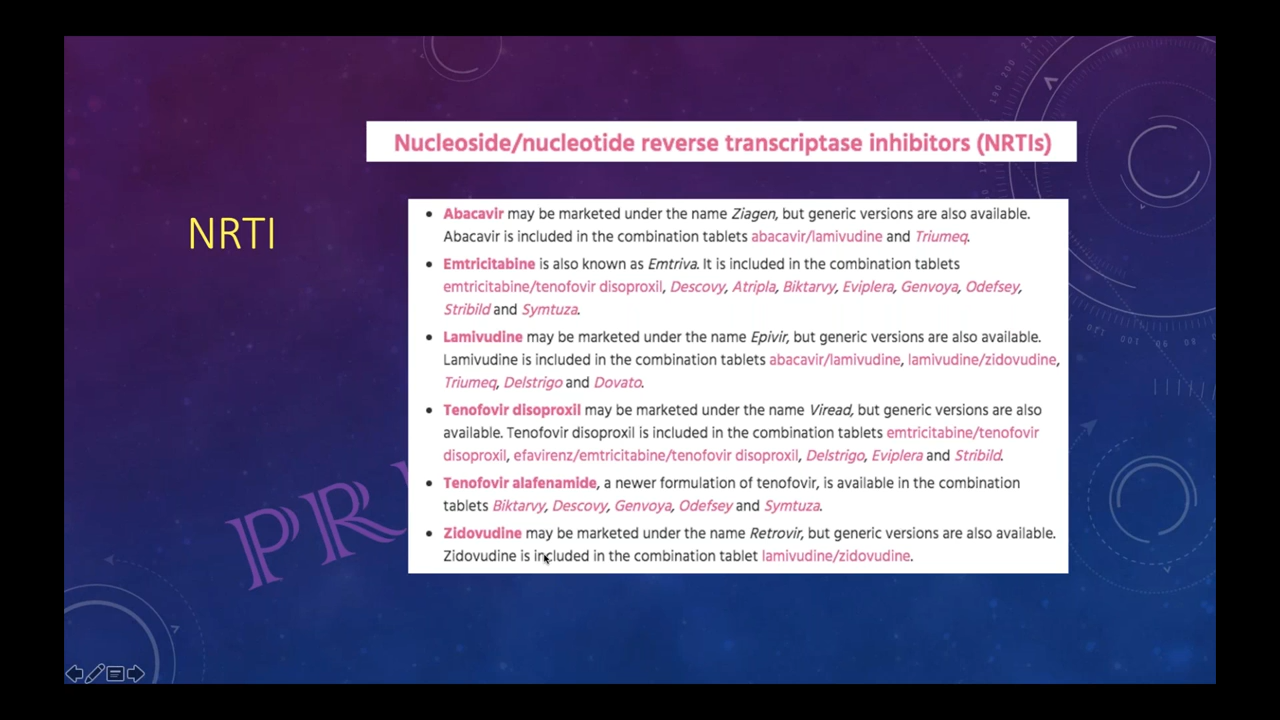 Nucleoside/nucleotide reverse transcriptase inhibitors (NRTIs)
NRTI
• Abacavir may be marketed under the name Ziagen, but generic versions are also available.
Abacavir is included in the combination tablets abacavir/lamivudine and Triumeq.
• Emtricitabine is also known as Emtriva. It is included in the combination tablets
emtricitabine/tenofovir disoproxil, Descovy, Atripla, Biktarvy, Eviplera, Genvoya, Odefsey,
Stribild and Symtuza.
• Lamivudine may be marketed under the name Epivir, but generic versions are also available.
Lamivudine is included in the combination tablets abacavir/lamivudine, lamivudine/zidovudine,
Triumeq, Delstrigo and Dovato.
• Tenofovir disoproxil may be marketed under the name Viread, but generic versions are also
available. Tenofovir disoproxil is included in the combination tablets emtricitabine/tenofovir
disoproxil, efavirenz/emtricitabine/tenofovir disoproxil, Delstrigo, Eviplera and Stribild.
• Tenofovir alafenamide, a newer formulation of tenofovir, is available in the combination
tablets Biktarvy, Descovy, Genvoya, Odefsey and Symtuza.
• Zidovudine may be marketed under the name Retrovir, but generic versions are also available.
Zidovudine is included in the combination tablet lamivudine/zidovudine.